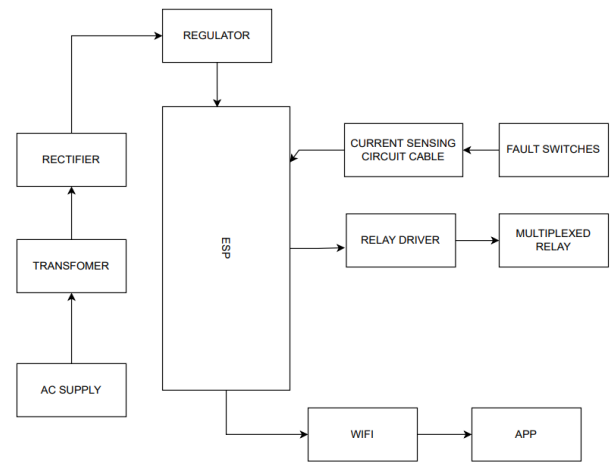 REGULATOR
RECTIFIER
CURRENT SENSING
CIRCUIT CABLE
FAULT SWITCHES
ESP
RELAY DRIVER
MULTIPLEXED
RELAY
TRANSFOMER
AC SUPPLY
WIFI
APP